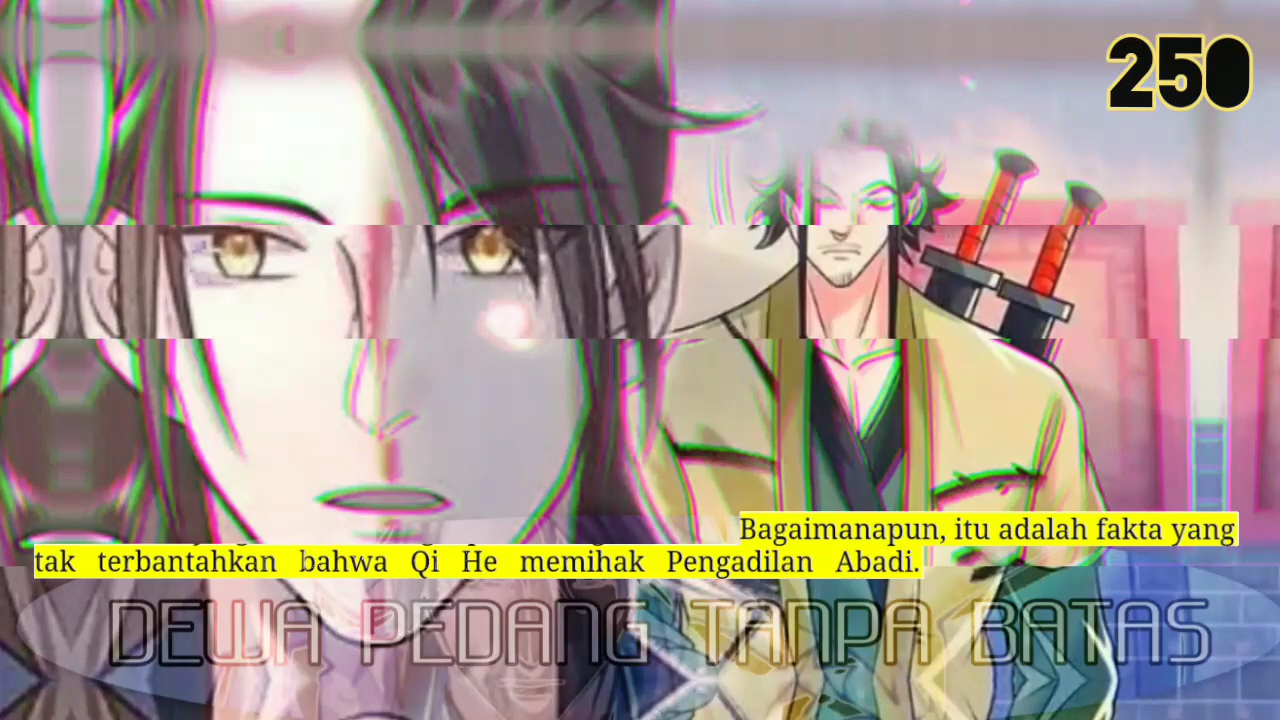 250
Bagaimanapun, itu adalah fakta yang
tak terbantahkan bahwa Qi He memihak Pengadilan Abadi.
DEWA PEDANG TANPA BATAS